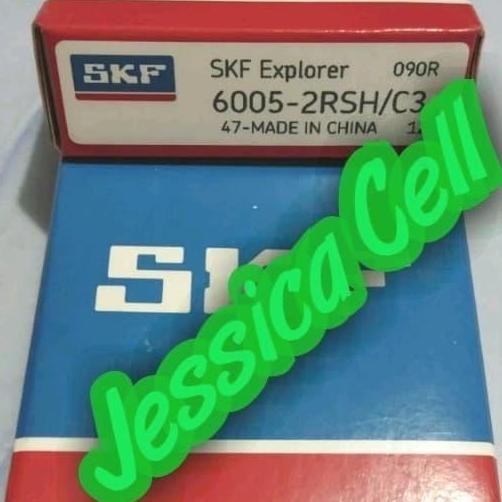 SKF
SKF Explorer 090R
6005-2RSH/C3
47-MADE IN CHINA
SKF
Jessica Cell